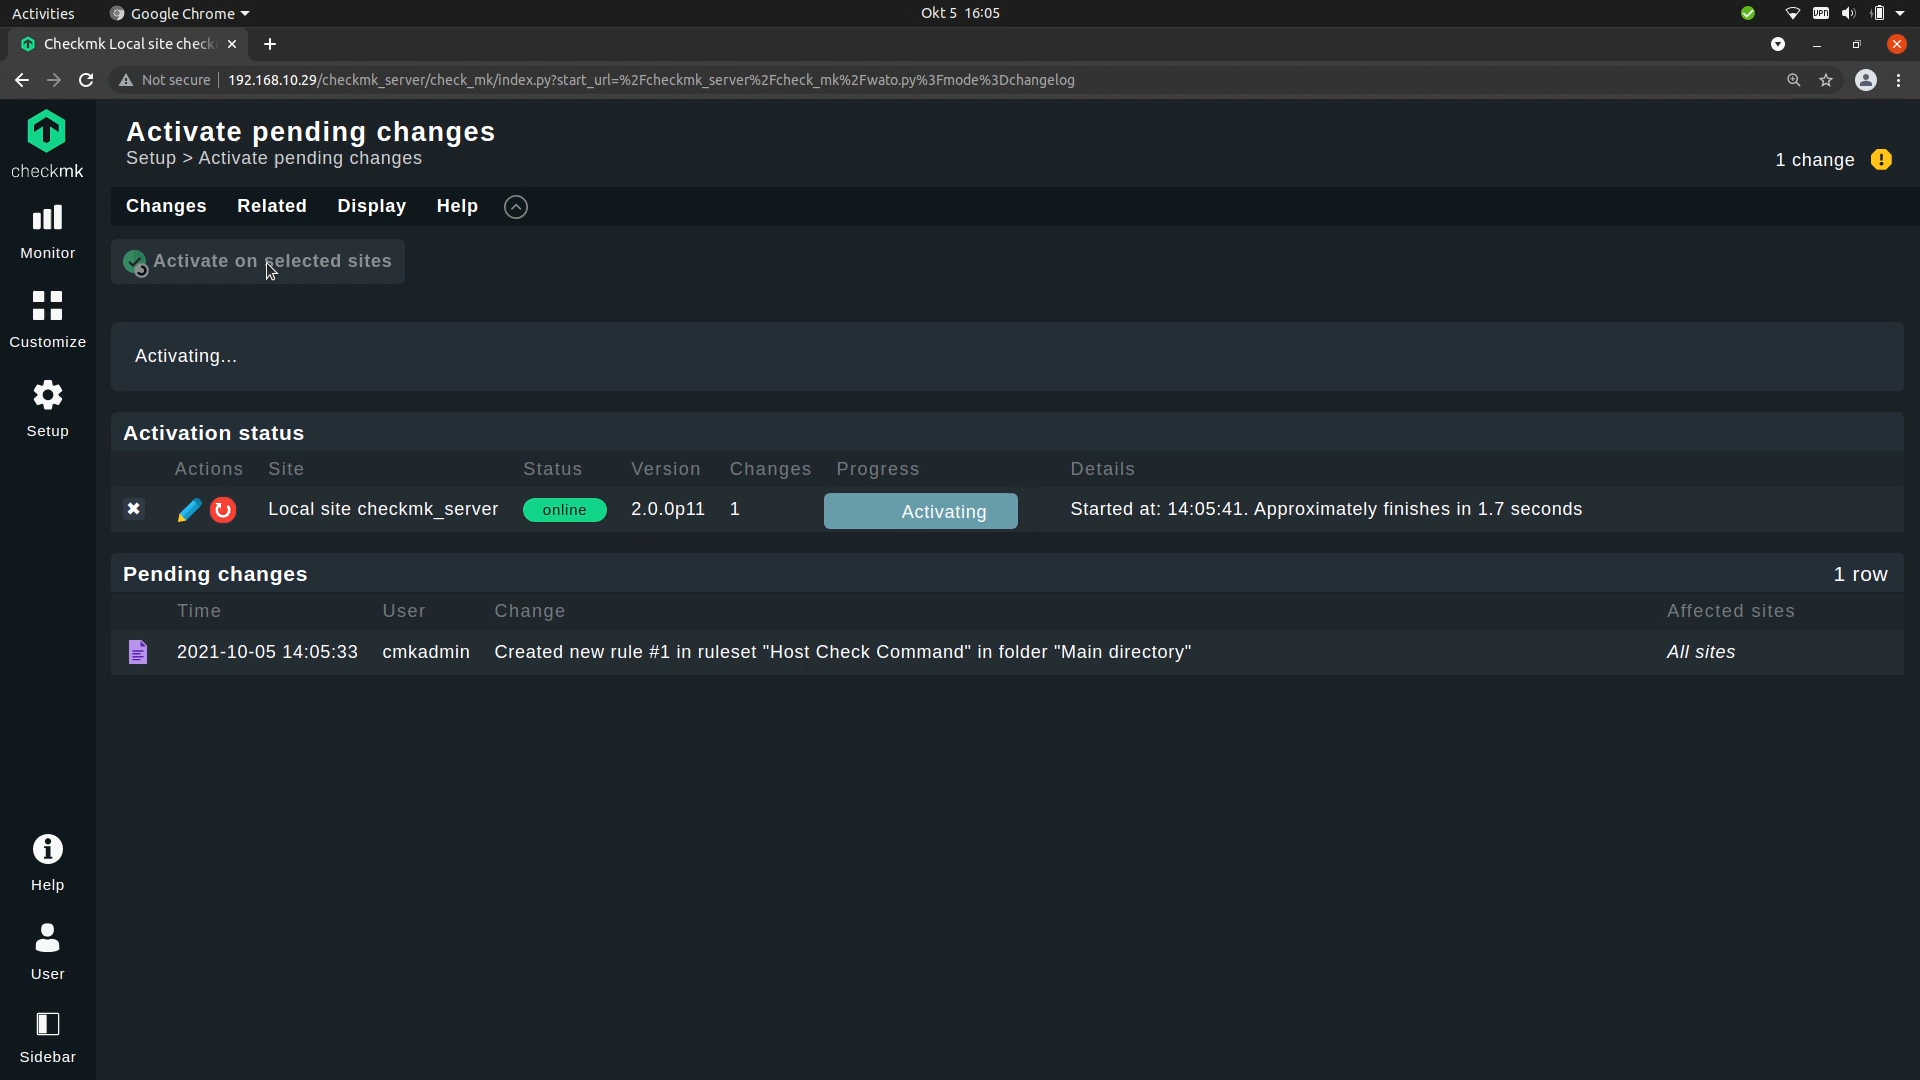 Activities Google Chrome Okt 5 16:05 VPN
Checkmk Local site check
Not secure 192.168.10.29/checkmk_server/check_mk/index.py?start_url=%2Fcheckmk_server%2Fcheck_mk%2Fwato.py%3Fmode%3Dchangelog
checkmk
Monitor
Customize
Setup
Help
User
Sidebar
Activate pending changes
Setup > Activate pending changes
1 change
Changes Related Display Help
Activate on selected sites
Activating...
Activation status
Actions Site Status Version Changes Progress Details
Local site checkmk_server online 2.0.0p11 1 Activating Started at: 14:05:41. Approximately finishes in 1.7 seconds
Pending changes 1 row
Time User Change Affected sites
2021-10-05 14:05:33 cmkadmin Created new rule #1 in ruleset "Host Check Command" in folder "Main directory" All sites